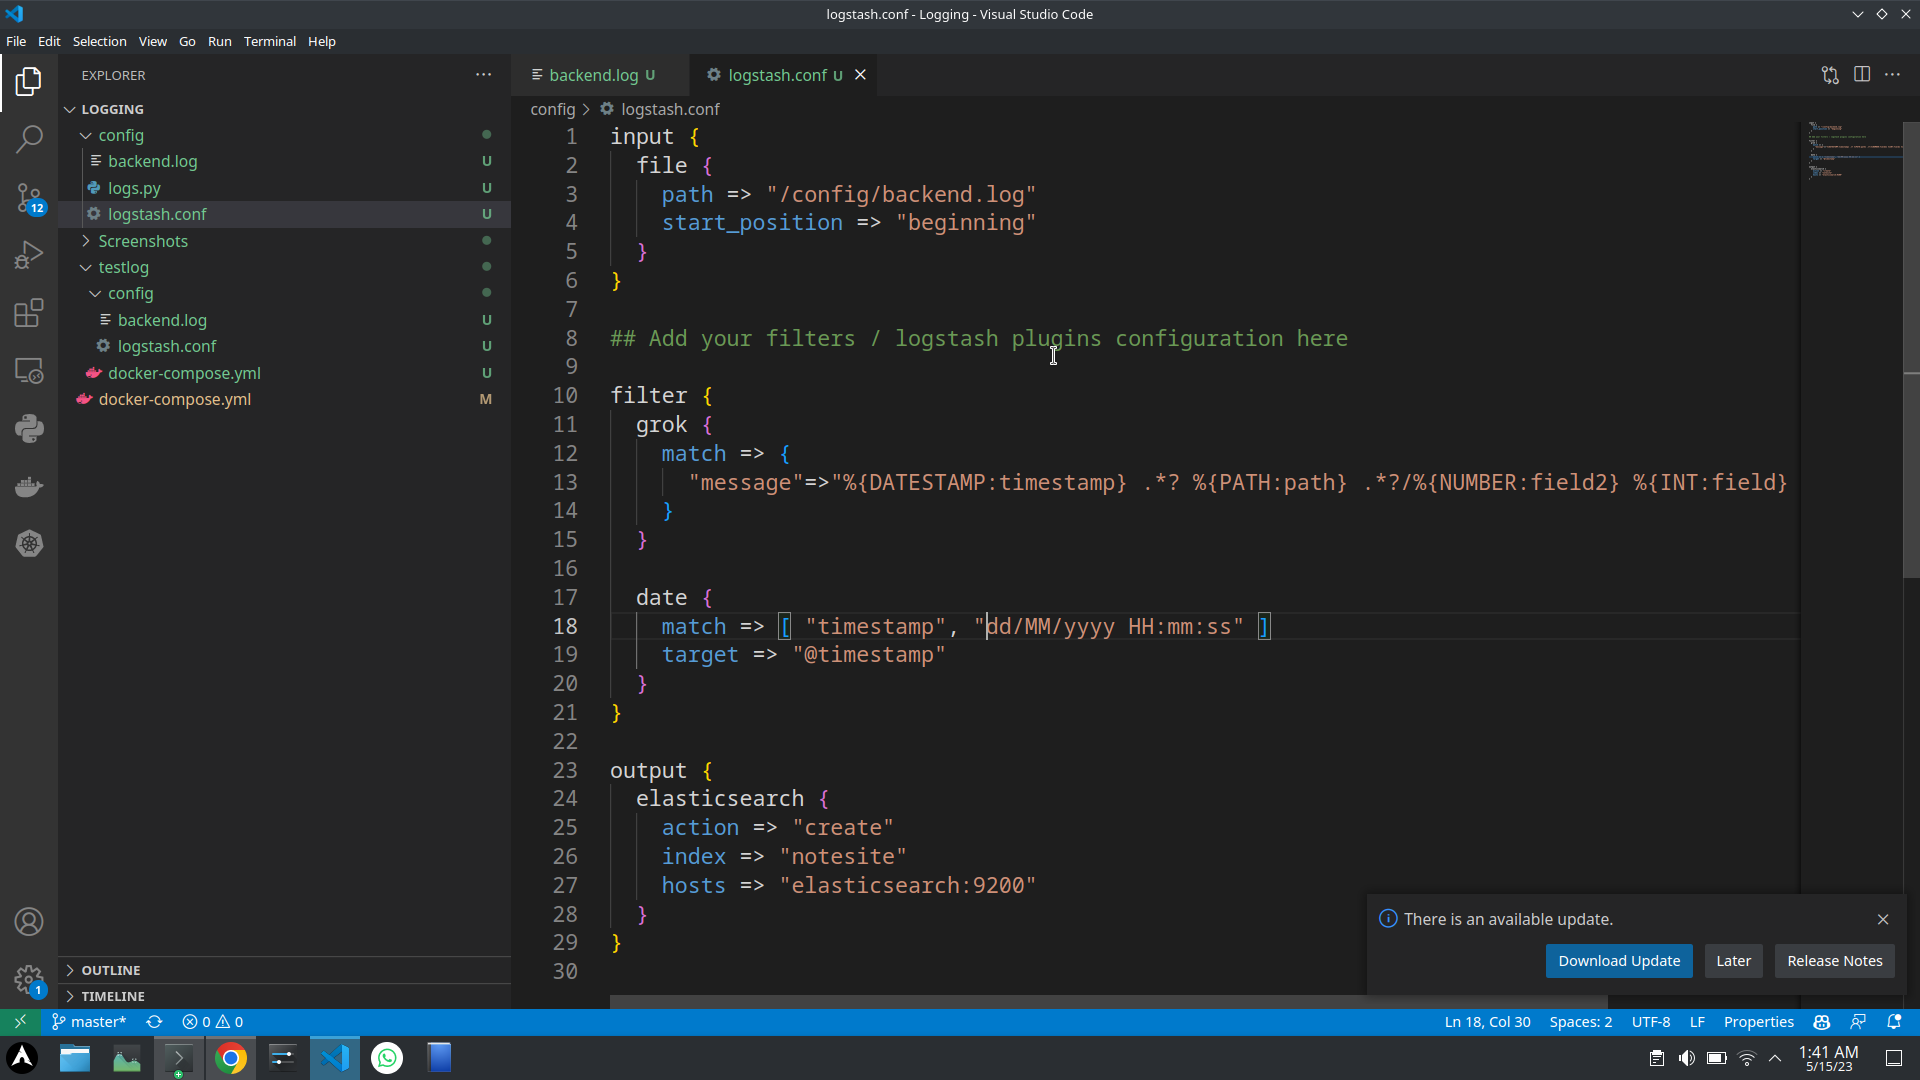 logstash.conf - Logging - Visual Studio Code
File Edit Selection View Go Run Terminal Help
EXPLORER
LOGGING
config
backend.log U
logs.py U
logstash.conf U
Screenshots
testlog
config
backend.log U
logstash.conf U
docker-compose.yml U
docker-compose.yml M
OUTLINE
TIMELINE
12
1
backend.log U
logstash.conf U
config > logstash.conf
1 input {
2 file {
3 path => "/config/backend.log"
4 start_position => "beginning"
5 }
6 }
7
8 ## Add your filters / logstash plugins configuration here
9
10 filter {
11 grok {
12 match => {
13 "message"=>"%{DATESTAMP:timestamp} .*? %{PATH:path} .*?/%{NUMBER:field2} %{INT:field}
14 }
15 }
16
17 date {
18 match => [ "timestamp", "dd/MM/yyyy HH:mm:ss" ]
19 target => "@timestamp"
20 }
21 }
22
23 output {
24 elasticsearch {
25 action => "create"
26 index => "notesite"
27 hosts => "elasticsearch:9200"
28 }
29 }
30
There is an available update.
Download Update Later Release Notes
master* 0 0 Ln 18, Col 30 Spaces: 2 UTF-8 LF Properties
1:41 AM
5/15/23